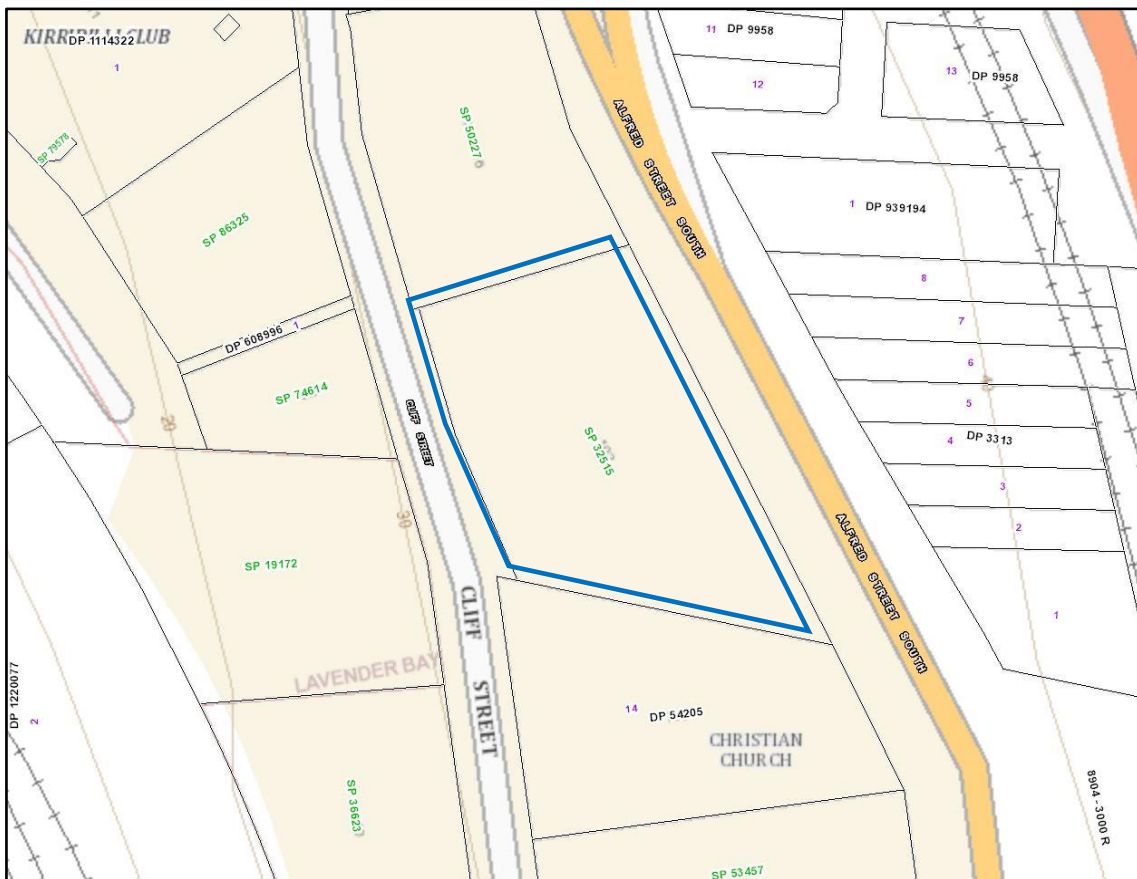 KIRRIBILLI CLUB
DP 1114322
1
SP 79578
SP 86325
1
DP 608996
SP 74614
20
30
SP 19172
LAVENDER BAY
DP 1220077
2
SP 36623
SP 50227
CLIFF STREET
CLIFF
STREET
SP 32515
14
DP 54205
CHRISTIAN
CHURCH
SP 53457
ALFRED STREET SOUTH
ALFRED STREET SOUTH
11
DP 9958
12
13
DP 9958
1
DP 939194
8
7
6
40
5
4
DP 3313
3
2
1
8904 - 3000 R